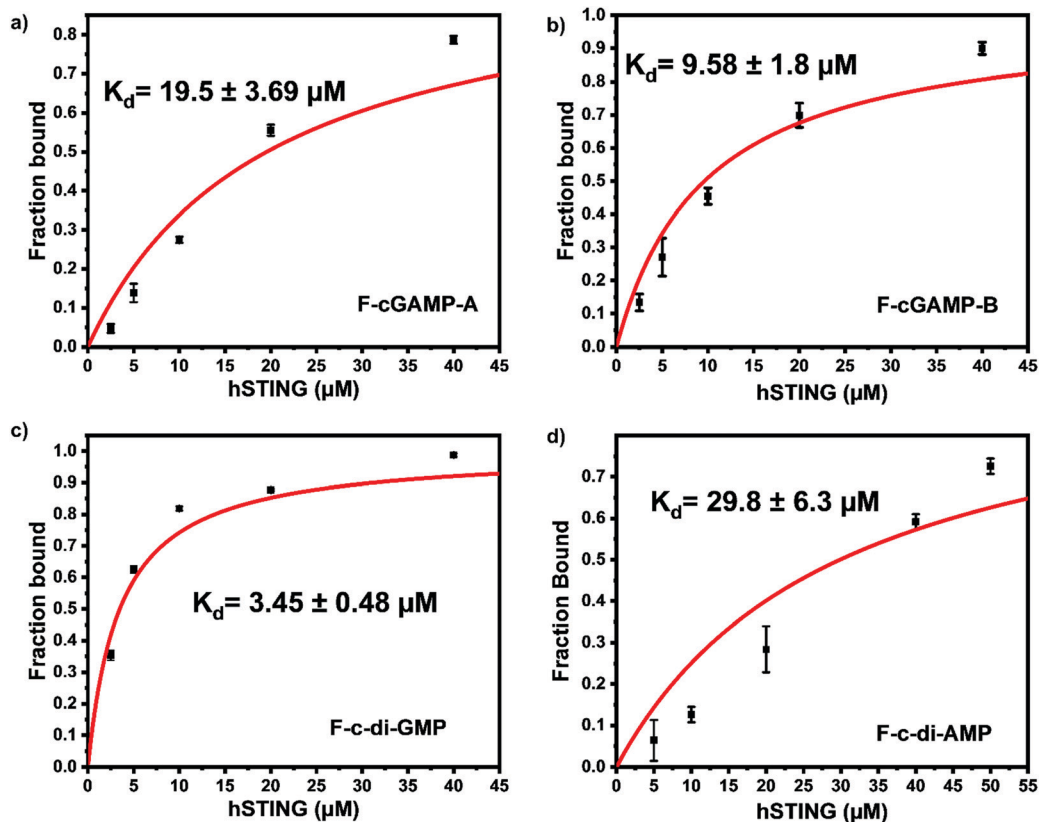 a)
0.8
0.7
0.6
0.5
0.4
0.3
0.2
0.1
0.0
Fraction bound
Kd= 19.5 ± 3.69 µM
F-cGAMP-A
0 5 10 15 20 25 30 35 40 45
hSTING (µM)
b)
1.0
0.9
0.8
0.7
0.6
0.5
0.4
0.3
0.2
0.1
0.0
Fraction bound
Kd= 9.58 ± 1.8 µM
F-cGAMP-B
0 5 10 15 20 25 30 35 40 45
hSTING (µM)
c)
1.0
0.9
0.8
0.7
0.6
0.5
0.4
0.3
0.2
0.1
0.0
Fraction bound
Kd= 3.45 ± 0.48 µM
F-c-di-GMP
0 5 10 15 20 25 30 35 40 45
hSTING (µM)
d)
0.7
0.6
0.5
0.4
0.3
0.2
0.1
0.0
Fraction Bound
Kd= 29.8 ± 6.3 µM
F-c-di-AMP
0 5 10 15 20 25 30 35 40 45 50 55
hSTING (µM)